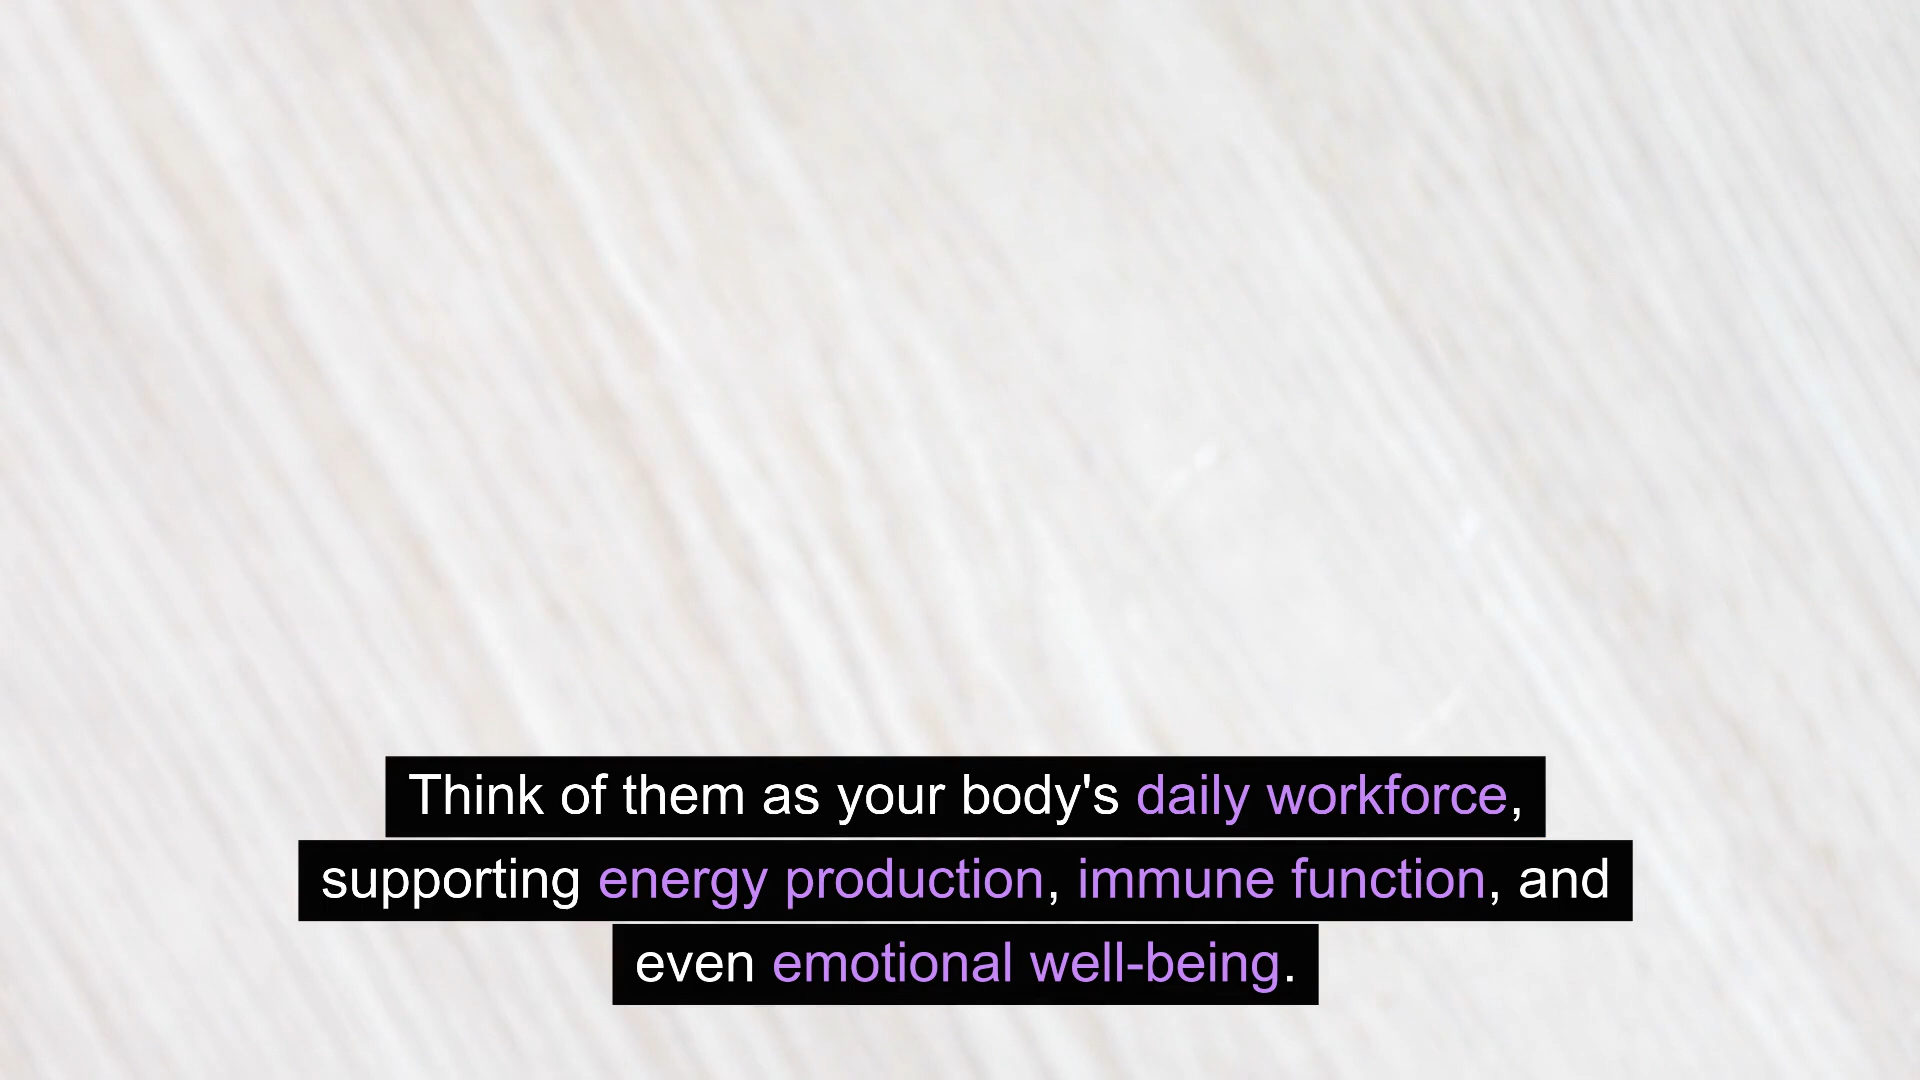 Think of them as your body's daily workforce,
supporting energy production, immune function, and
even emotional well-being.